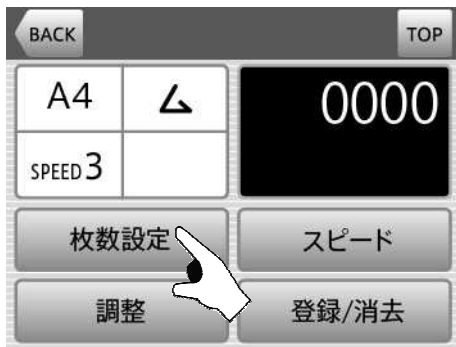 BACK
TOP
A4
ム
0000
SPEED 3
枚数設定
スピード
調整
登録/消去